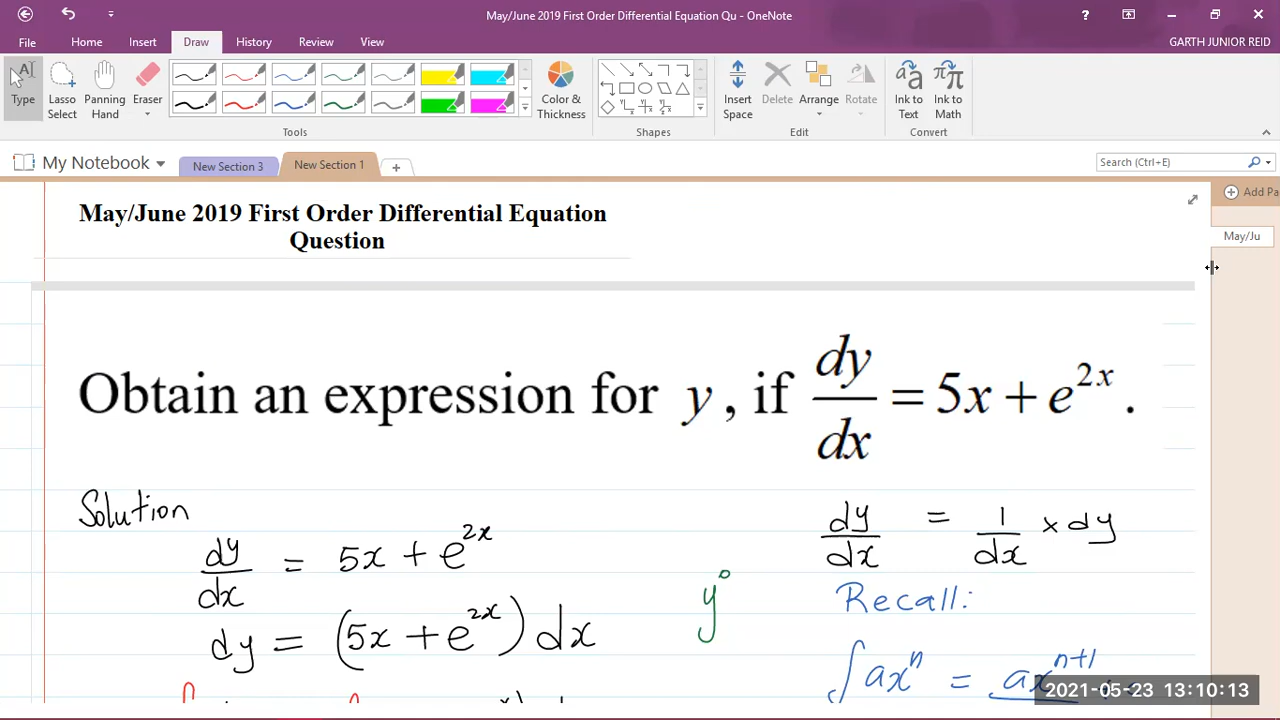 May/June 2019 First Order Differential Equation Qu - OneNote
?
File Home Insert Draw History Review View GARTH JUNIOR REID
Type
Lasso Select
Panning Hand
Eraser
Color & Thickness
Insert Space
Delete
Arrange
Rotate
Ink to Text
Ink to Math
Tools Shapes Edit Convert
My Notebook New Section 3 New Section 1 + Search (Ctrl+E)
Add Pa
May/Ju
May/June 2019 First Order Differential Equation
Question
Obtain an expression for y, if dy/dx = 5x + e^{2x}.
Solution
dy/dx = 5x + e^{2x}
dy = (5x + e^{2x}) dx
y°
dy/dx = 1/dx × dy
Recall:
∫ax^n = ax^{n+1}
2021-05-23 13:10:13